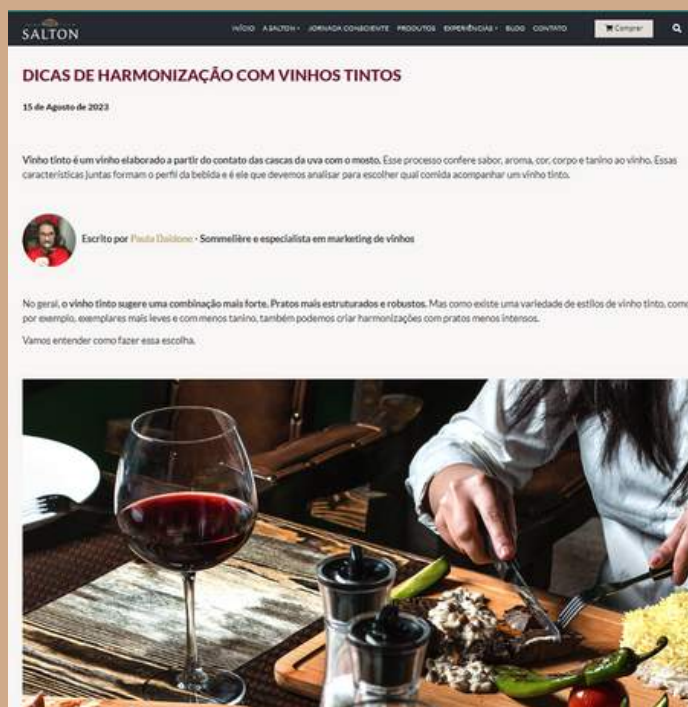 SALTON
INÍCIO A SALTON JORNADA CONSCIENTE PRODUTOS EXPERIÊNCIAS BLOG CONTATO Comprar
DICAS DE HARMONIZAÇÃO COM VINHOS TINTOS
15 de Agosto de 2023
Vinho tinto é um vinho elaborado a partir do contato das cascas da uva com o mosto. Esse processo confere sabor, aroma, cor, corpo e tanino ao vinho. Essas
características juntas formam o perfil da bebida e é ele que devemos analisar para escolher qual comida acompanhar um vinho tinto.
Escrito por Paula Daidone - Sommelière e especialista em marketing de vinhos
No geral, o vinho tinto sugere uma combinação mais forte. Pratos mais estruturados e robustos. Mas como existe uma variedade de estilos de vinho tinto, como
por exemplo, exemplares mais leves e com menos tanino, também podemos criar harmonizações com pratos menos intensos.
Vamos entender como fazer essa escolha.